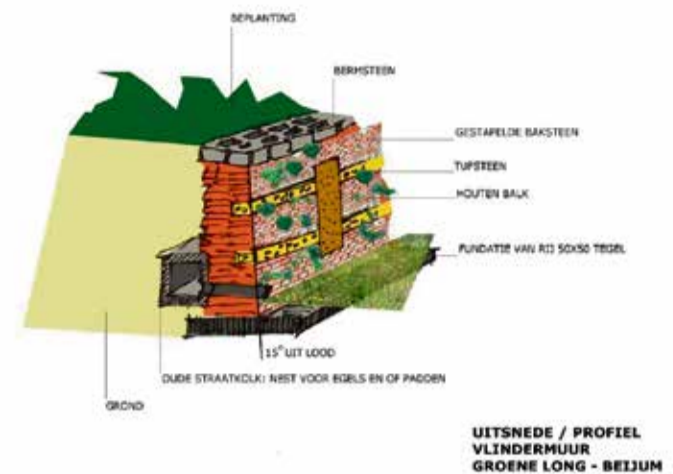 BEPLANTING
BERMSTEEN
GESTAPELDE BAKSTEEN
TUFSTEEN
HOUTEN BALK
FUNDATIE VAN RIJ 50X50 TEGEL
15° UIT LOOD
OUDE STRAATKOLK: NEST VOOR EGELS EN OF PADDEN
GROND
UITSNEDE / PROFIEL
VLINDERMUUR
GROENE LONG - BEIJUM